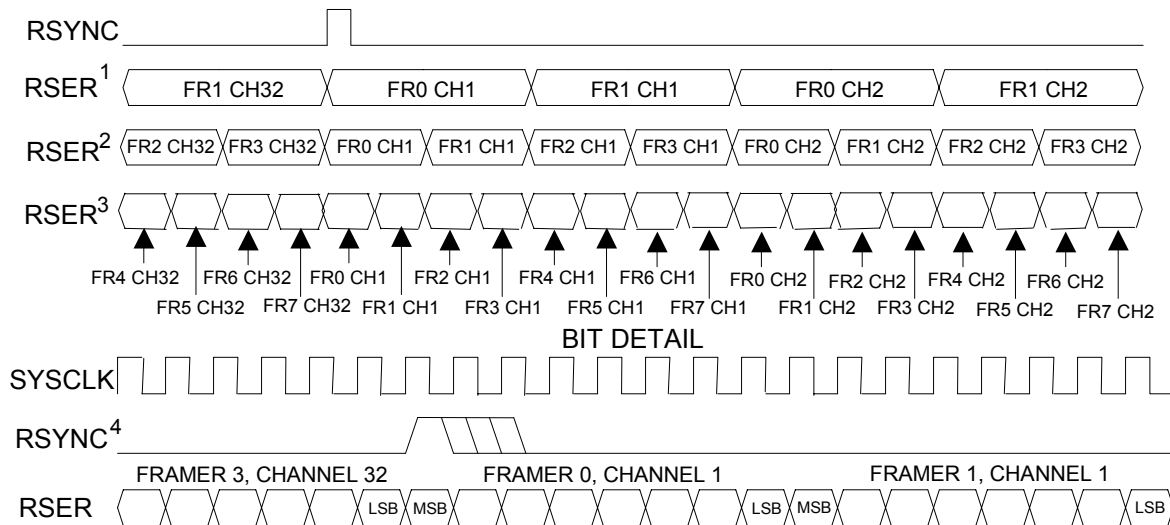 RSYNC
RSER1 FR1 CH32 FR0 CH1 FR1 CH1 FR0 CH2 FR1 CH2
RSER2 FR2 CH32 FR3 CH32 FR0 CH1 FR1 CH1 FR2 CH1 FR3 CH1 FR0 CH2 FR1 CH2 FR2 CH2 FR3 CH2
RSER3
FR4 CH32 FR6 CH32 FR0 CH1 FR2 CH1 FR4 CH1 FR6 CH1 FR0 CH2 FR2 CH2 FR4 CH2 FR6 CH2
FR5 CH32 FR7 CH32 FR1 CH1 FR3 CH1 FR5 CH1 FR7 CH1 FR1 CH2 FR3 CH2 FR5 CH2 FR7 CH2
BIT DETAIL
SYSCLK
RSYNC4
FRAMER 3, CHANNEL 32 FRAMER 0, CHANNEL 1 FRAMER 1, CHANNEL 1
RSER LSB MSB LSB MSB LSB